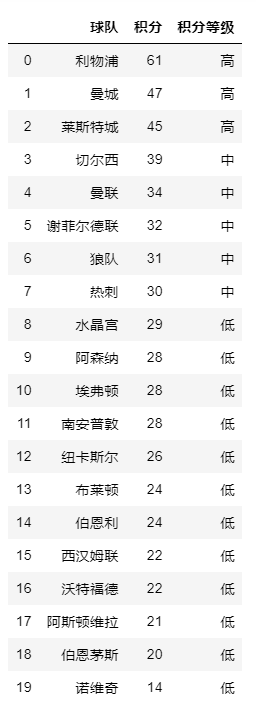 球队 积分 积分等级
0 利物浦 61 高
1 曼城 47 高
2 莱斯特城 45 高
3 切尔西 39 中
4 曼联 34 中
5 谢菲尔德联 32 中
6 狼队 31 中
7 热刺 30 中
8 水晶宫 29 低
9 阿森纳 28 低
10 埃弗顿 28 低
11 南安普敦 28 低
12 纽卡斯尔 26 低
13 布莱顿 24 低
14 伯恩利 24 低
15 西汉姆联 22 低
16 沃特福德 22 低
17 阿斯顿维拉 21 低
18 伯恩茅斯 20 低
19 诺维奇 14 低